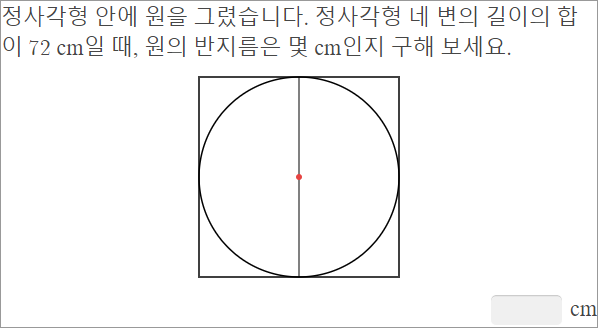 정사각형 안에 원을 그렸습니다. 정사각형 네 변의 길이의 합
이 72 cm일 때, 원의 반지름은 몇 cm인지 구해 보세요.
cm